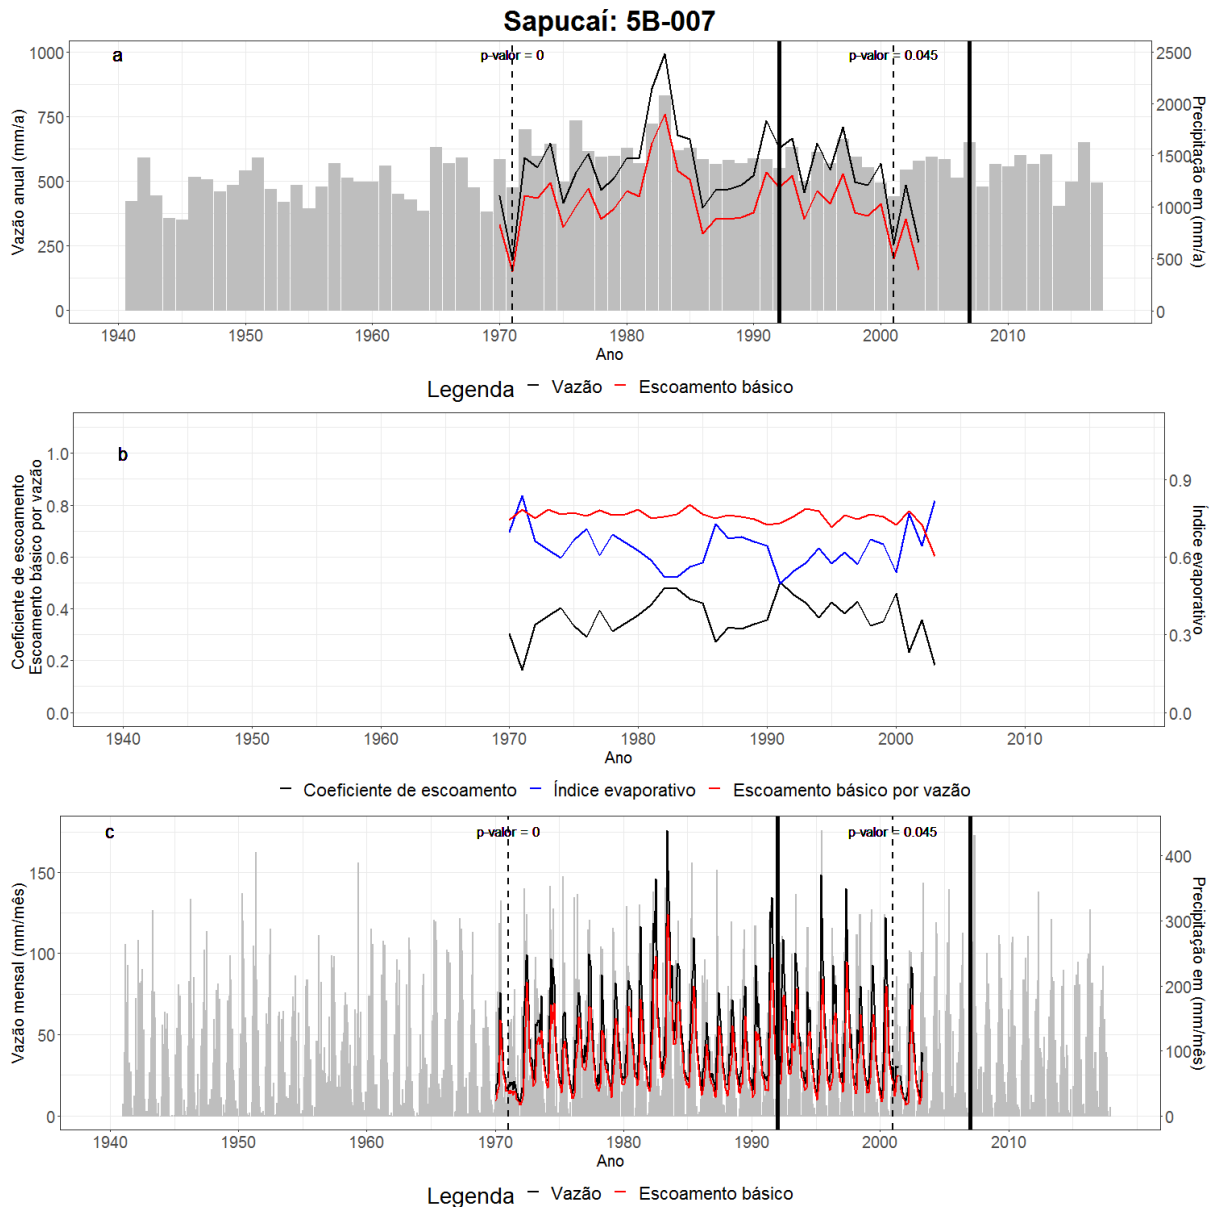 Sapucaí: 5B-007
a
p-valor = 0
p-valor = 0.045
Vazão anual (mm/a)
1000
750
500
250
0
2500
2000
1500
1000
500
0
Precipitação em (mm/a)
1940 1950 1960 1970 1980 1990 2000 2010
Ano
Legenda Vazão Escoamento básico
b
Coeficiente de escoamento
Escoamento básico por vazão
1.0
0.8
0.6
0.4
0.2
0.0
0.9
0.6
0.3
0.0
Índice evaporativo
1940 1950 1960 1970 1980 1990 2000 2010
Ano
Coeficiente de escoamento Índice evaporativo Escoamento básico por vazão
c
p-valor = 0
p-valor = 0.045
Vazão mensal (mm/mês)
150
100
50
0
400
300
200
100
0
Precipitação em (mm/mês)
1940 1950 1960 1970 1980 1990 2000 2010
Ano
Legenda Vazão Escoamento básico